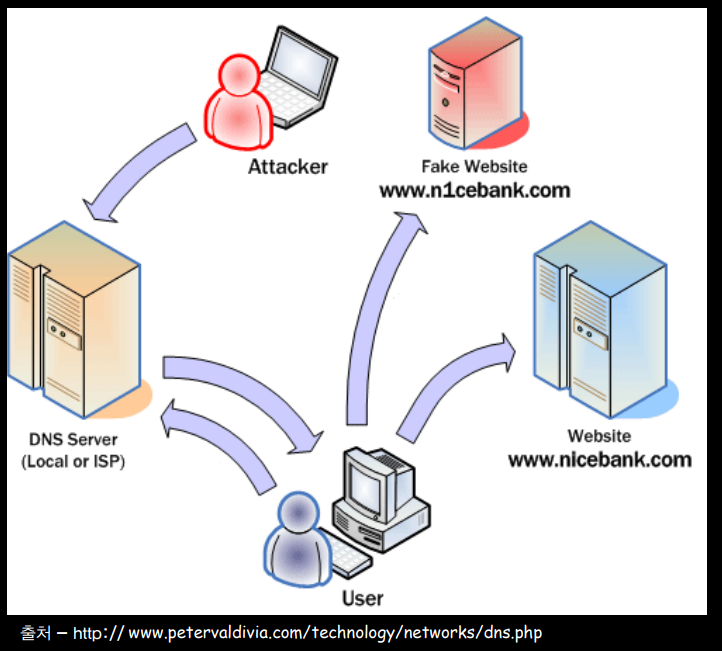 Attacker
Fake Website
www.n1cebank.com
DNS Server
(Local or ISP)
Website
www.nicebank.com
User
출처 – http://www.petervaldivia.com/technology/networks/dns.php